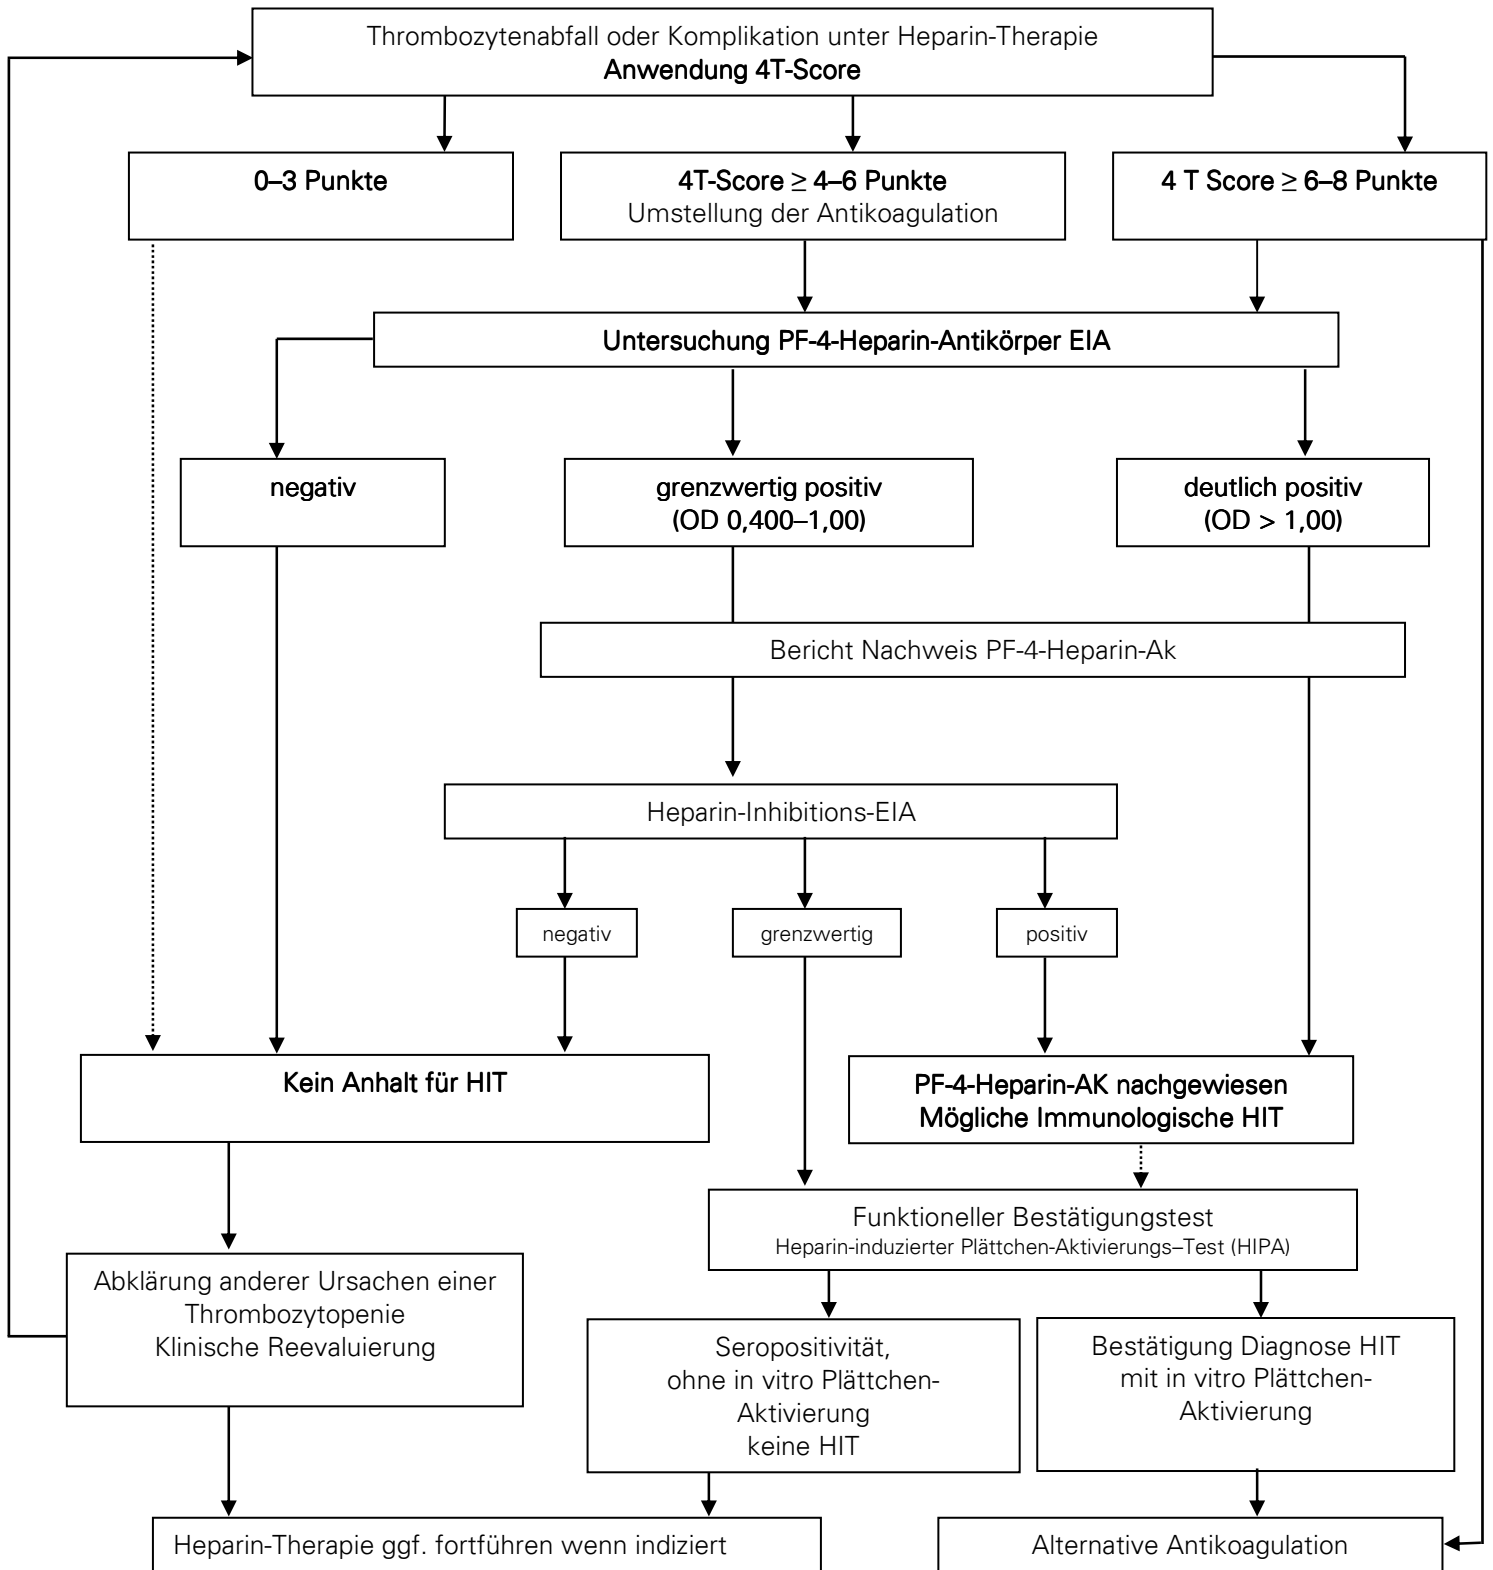 Thrombozytenabfall oder Komplikation unter Heparin-Therapie
Anwendung 4T-Score
0–3 Punkte
4T-Score ≥ 4–6 Punkte
Umstellung der Antikoagulation
4 T Score ≥ 6–8 Punkte
Untersuchung PF-4-Heparin-Antikörper EIA
negativ
grenzwertig positiv
(OD 0,400–1,00)
deutlich positiv
(OD > 1,00)
Bericht Nachweis PF-4-Heparin-Ak
Heparin-Inhibitions-EIA
negativ
grenzwertig
positiv
Kein Anhalt für HIT
PF-4-Heparin-AK nachgewiesen
Mögliche Immunologische HIT
Funktioneller Bestätigungstest
Heparin-induzierter Plättchen-Aktivierungs–Test (HIPA)
Abklärung anderer Ursachen einer
Thrombozytopenie
Klinische Reevaluierung
Seropositivität,
ohne in vitro Plättchen-
Aktivierung
keine HIT
Bestätigung Diagnose HIT
mit in vitro Plättchen-
Aktivierung
Heparin-Therapie ggf. fortführen wenn indiziert
Alternative Antikoagulation